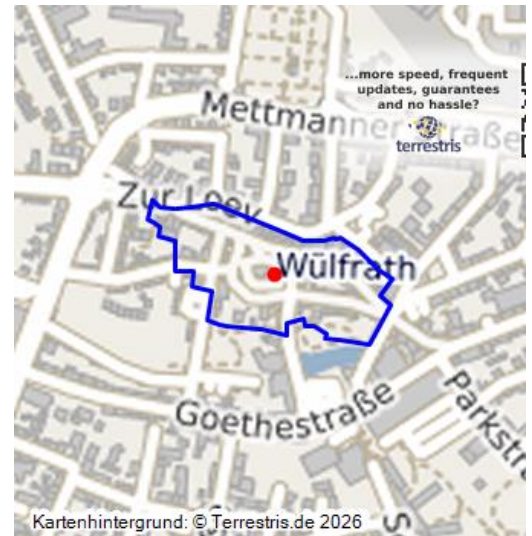 ...more speed, frequent
updates, guarantees
and no hassle?
terrestris
Mettmanner Straße
Zur Loev
Wülfrath
Goethestraße
Parkstr
Kartenhintergrund: © Terrestris.de 2026